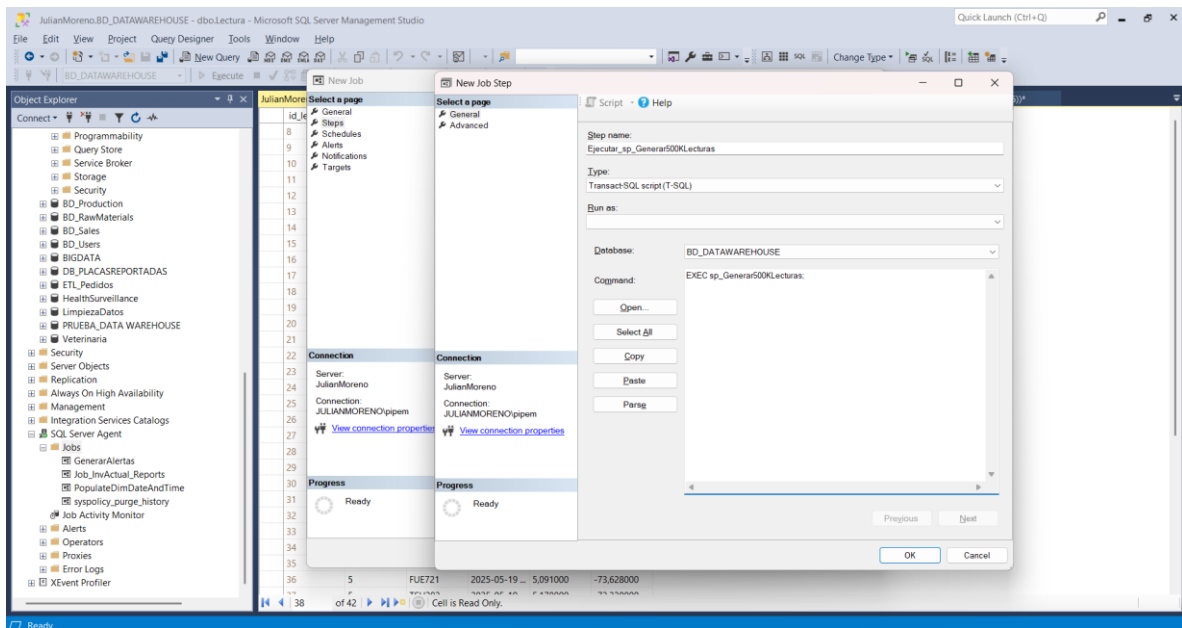 JulianMoreno.BD_DATAWAREHOUSE - dbo.Lectura - Microsoft SQL Server Management Studio
Quick Launch (Ctrl+Q)
File Edit View Project Query Designer Tools Window Help
New Query
Change Type
BD_DATAWAREHOUSE
Execute
Object Explorer
Connect
Programmability
Query Store
Service Broker
Storage
Security
BD_Production
BD_RawMaterials
BD_Sales
BD_Users
BIGDATA
DB_PLACASREPORTADAS
ETL_Pedidos
HealthSurveillance
LimpiezaDatos
PRUEBA_DATA WAREHOUSE
Veterinaria
Security
Server Objects
Replication
Always On High Availability
Management
Integration Services Catalogs
SQL Server Agent
Jobs
GenerarAlertas
Job_InvActual_Reports
PopulateDimDateAndTime
syspolicy_purge_history
Job Activity Monitor
Alerts
Operators
Proxies
Error Logs
XEvent Profiler
JulianMore
id_le
8
9
10
11
12
13
14
15
16
17
18
19
20
21
22
23
24
25
26
27
28
29
30
31
32
33
34
35
36 5 FUE721 2025-05-19 ... 5,091000 -73,628000
38 of 42 Cell is Read Only.
New Job
Select a page
General
Steps
Schedules
Alerts
Notifications
Targets
Connection
Server:
JulianMoreno
Connection:
JULIANMORENO\pipem
View connection properties
Progress
Ready
New Job Step
Select a page
General
Advanced
Connection
Server:
JulianMoreno
Connection:
JULIANMORENO\pipem
View connection properties
Progress
Ready
Script Help
Step name:
Ejecutar_sp_Generar500KLecturas
Type:
Transact-SQL script (T-SQL)
Run as:
Database: BD_DATAWAREHOUSE
Command: EXEC sp_Generar500KLecturas;
Open...
Select All
Copy
Paste
Parse
Previous Next
OK Cancel
Ready